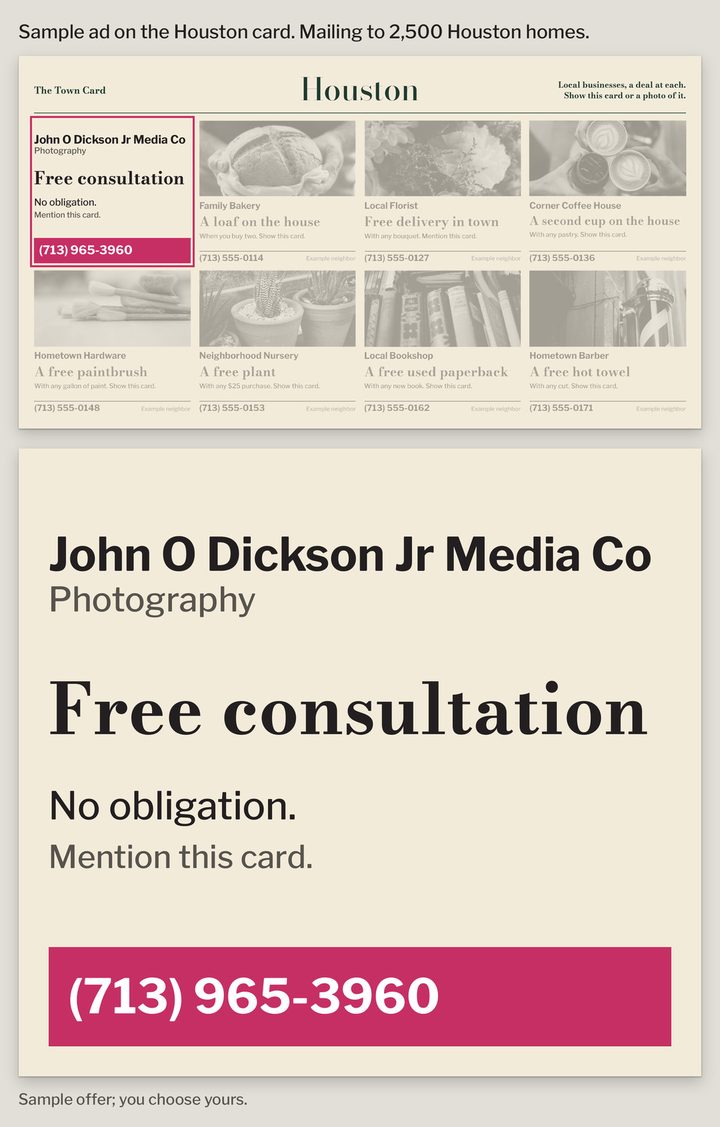 Sample ad on the Houston card. Mailing to 2,500 Houston homes.
The Town Card
Houston
Local businesses, a deal at each.
Show this card or a photo of it.
John O Dickson Jr Media Co
Photography
Free consultation
No obligation.
Mention this card.
(713) 965-3960
Family Bakery
A loaf on the house
When you buy two. Show this card.
(713) 555-0114
Example neighbor
Local Florist
Free delivery in town
With any bouquet. Mention this card.
(713) 555-0127
Example neighbor
Corner Coffee House
A second cup on the house
With any pastry. Show this card.
(713) 555-0136
Example neighbor
Hometown Hardware
A free paintbrush
With any gallon of paint. Show this card.
(713) 555-0148
Example neighbor
Neighborhood Nursery
A free plant
With any $25 purchase. Show this card.
(713) 555-0153
Example neighbor
Local Bookshop
A free used paperback
With any new book. Show this card.
(713) 555-0162
Example neighbor
Hometown Barber
A free hot towel
With any cut. Show this card.
(713) 555-0171
Example neighbor
John O Dickson Jr Media Co
Photography
Free consultation
No obligation.
Mention this card.
(713) 965-3960
Sample offer; you choose yours.